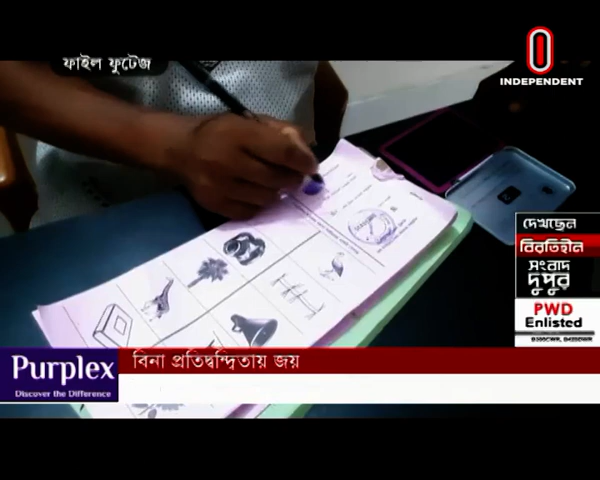 ফাইল ফুটেজ
INDEPENDENT
দেখছেন
বিরতিহীন
সংবাদ
দুপুর
PWD
Enlisted
Purplex
Discover the Difference
বিনা প্রতিদ্বন্দ্বিতায় জয়